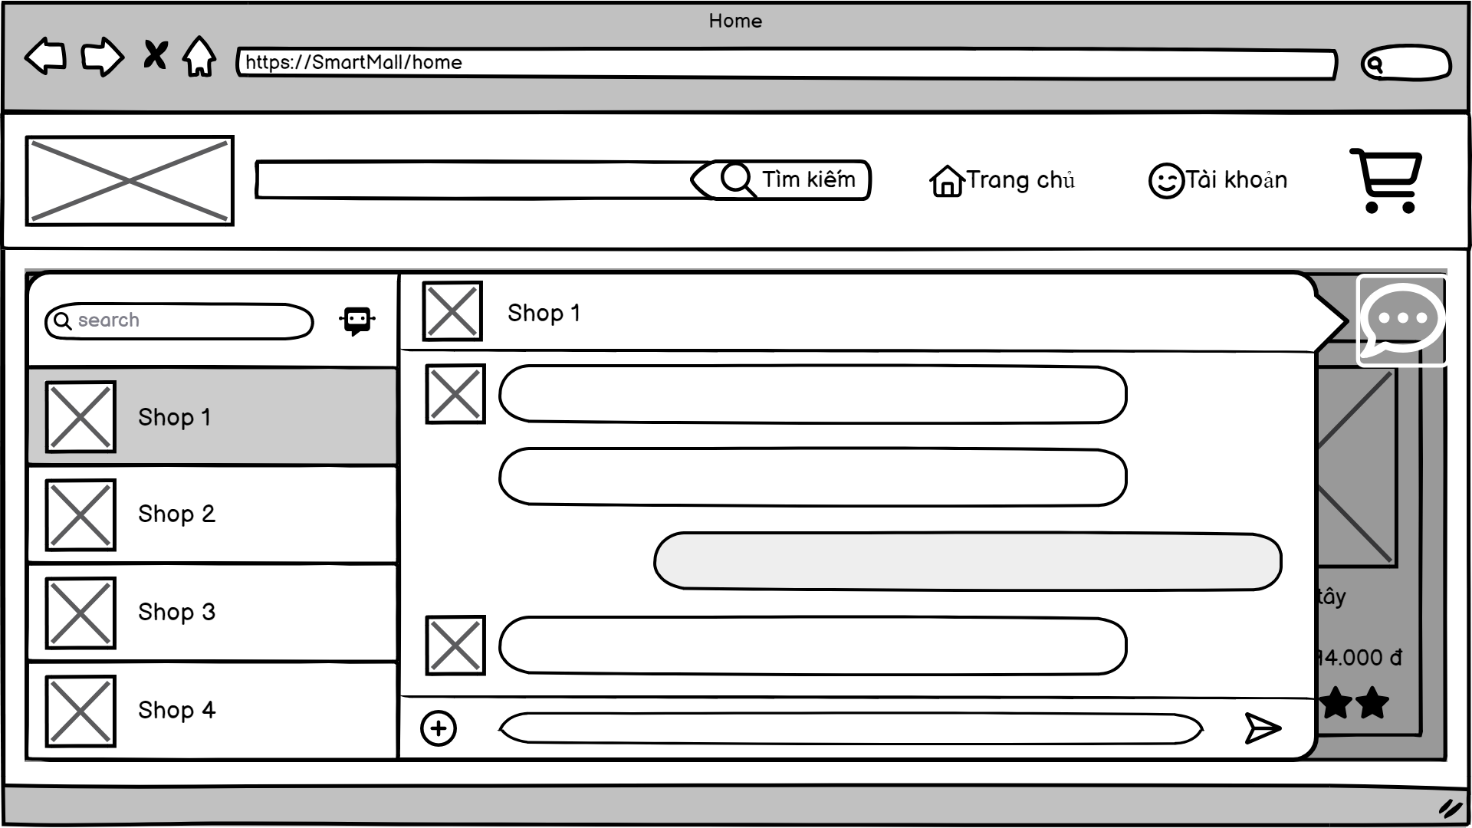 Home
https://SmartMall/home
Tìm kiếm
Trang chủ
Tài khoản
search
Shop 1
Shop 1
Shop 2
Shop 3
Shop 4
tây
4.000 đ